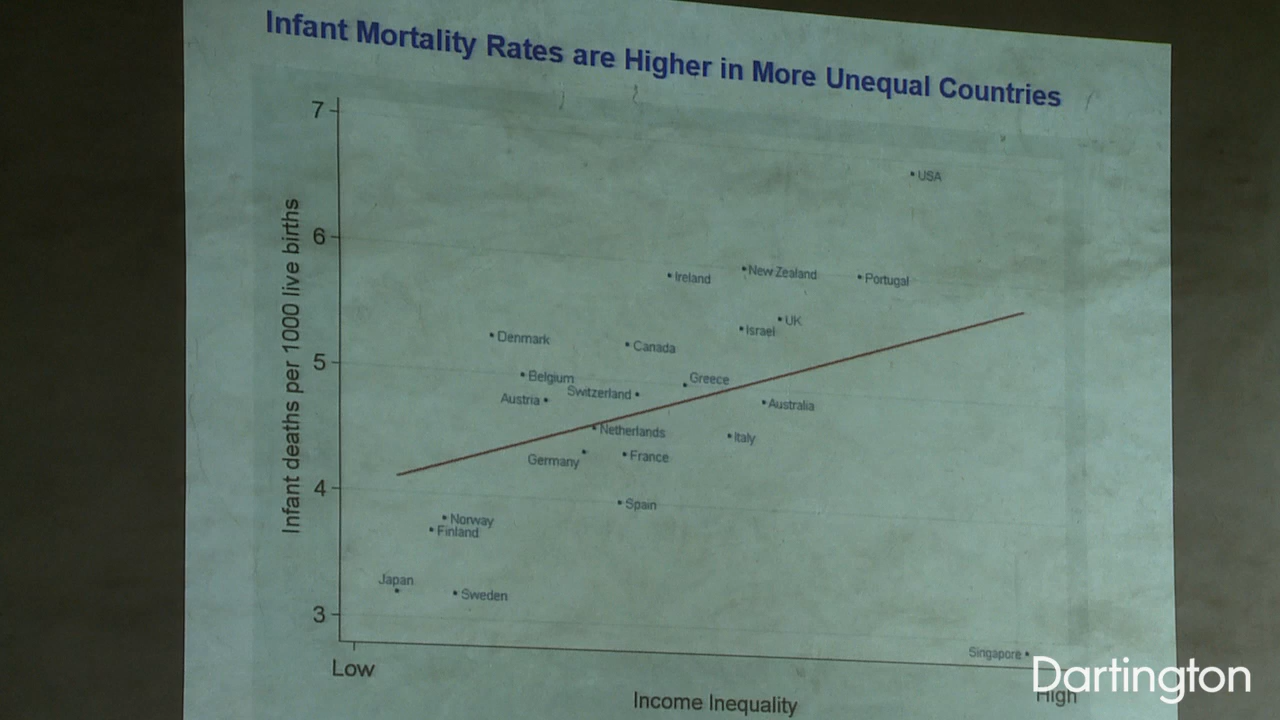 Infant Mortality Rates are Higher in More Unequal Countries
7
6
5
4
3
Infant deaths per 1000 live births
USA
Ireland
New Zealand
Portugal
UK
Israel
Denmark
Canada
Belgium
Switzerland
Greece
Austria
Australia
Netherlands
Italy
Germany
France
Spain
Norway
Finland
Japan
Sweden
Singapore
Low
Income Inequality
High
Dartington